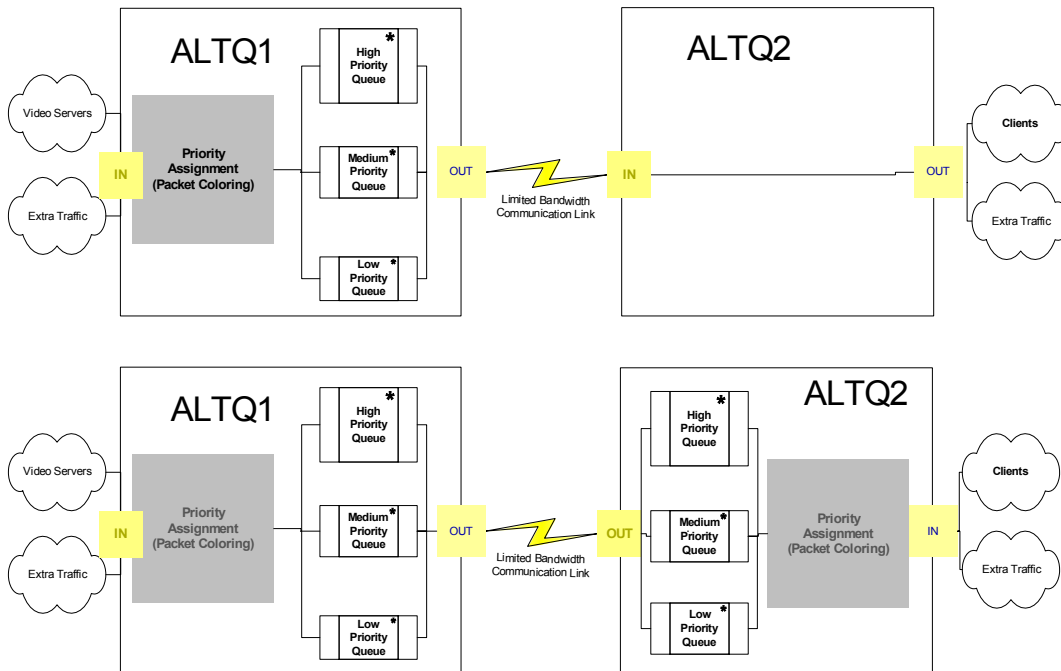 ALTQ1
ALTQ2
*
High
Priority
Queue
Video Servers
Clients
Priority
Assignment
(Packet Coloring)
Medium *
Priority
Queue
IN
OUT
IN
OUT
Limited Bandwidth
Communication Link
Extra Traffic
Extra Traffic
Low *
Priority
Queue
ALTQ1
ALTQ2
*
High
Priority
Queue
*
High
Priority
Queue
Video Servers
Clients
Priority
Assignment
(Packet Coloring)
Medium *
Priority
Queue
Medium *
Priority
Queue
Priority
Assignment
(Packet Coloring)
IN
OUT
OUT
IN
Limited Bandwidth
Communication Link
Extra Traffic
Extra Traffic
Low *
Priority
Queue
Low *
Priority
Queue